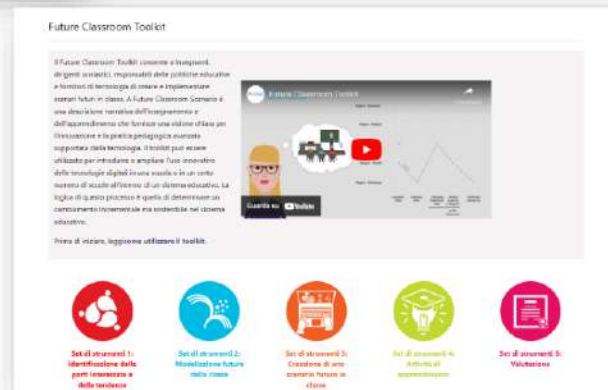 Future Classroom Toolkit
Il Future Classroom Toolkit consente a insegnanti,
dirigenti scolastici, responsabili delle politiche educative
e fornitori di tecnologia di creare e implementare
scenari futuri in classe. A Future Classroom Scenario è
una descrizione narrativa dell'insegnamento e
dell'apprendimento che fornisce una visione chiara per
l'innovazione e la pratica pedagogica avanzata
supportata dalla tecnologia. Il toolkit può essere
utilizzato per introdurre o ampliare l'uso innovativo
delle tecnologie digitali in una scuola o in un certo
numero di scuole all'interno di un sistema educativo. La
logica di questo processo è quella di determinare un
cambiamento incrementale ma sostenibile nel sistema
educativo.
Prima di iniziare, leggi come utilizzare il toolkit.
Future Classroom Toolkit
Guarda su YouTube
Set di strumenti 1:
Identificazione delle
parti interessate e
delle tendenze
Set di strumenti 2:
Modellazione futura
nella classe
Set di strumenti 3:
Creazione di uno
scenario futuro in
classe
Set di strumenti 4:
Attività di
apprendimento
Set di strumenti 5:
Valutazione